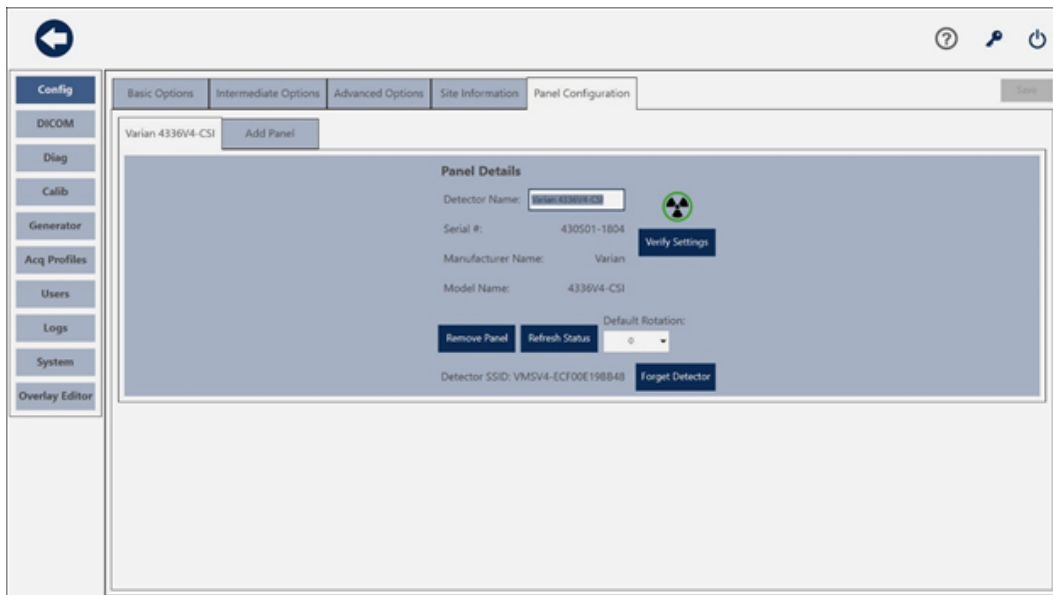 ?
Config
DICOM
Diag
Calib
Generator
Acq Profiles
Users
Logs
System
Overlay Editor
Basic Options Intermediate Options Advanced Options Site Information Panel Configuration Save
Varian 4336V4-CSI Add Panel
Panel Details
Detector Name: Varian 4336V4-CSI
Serial #: 430S01-1804
Verify Settings
Manufacturer Name: Varian
Model Name: 4336V4-CSI
Default Rotation:
Remove Panel Refresh Status 0
Detector SSID: VMSV4-ECF00E19BB48 Forget Detector